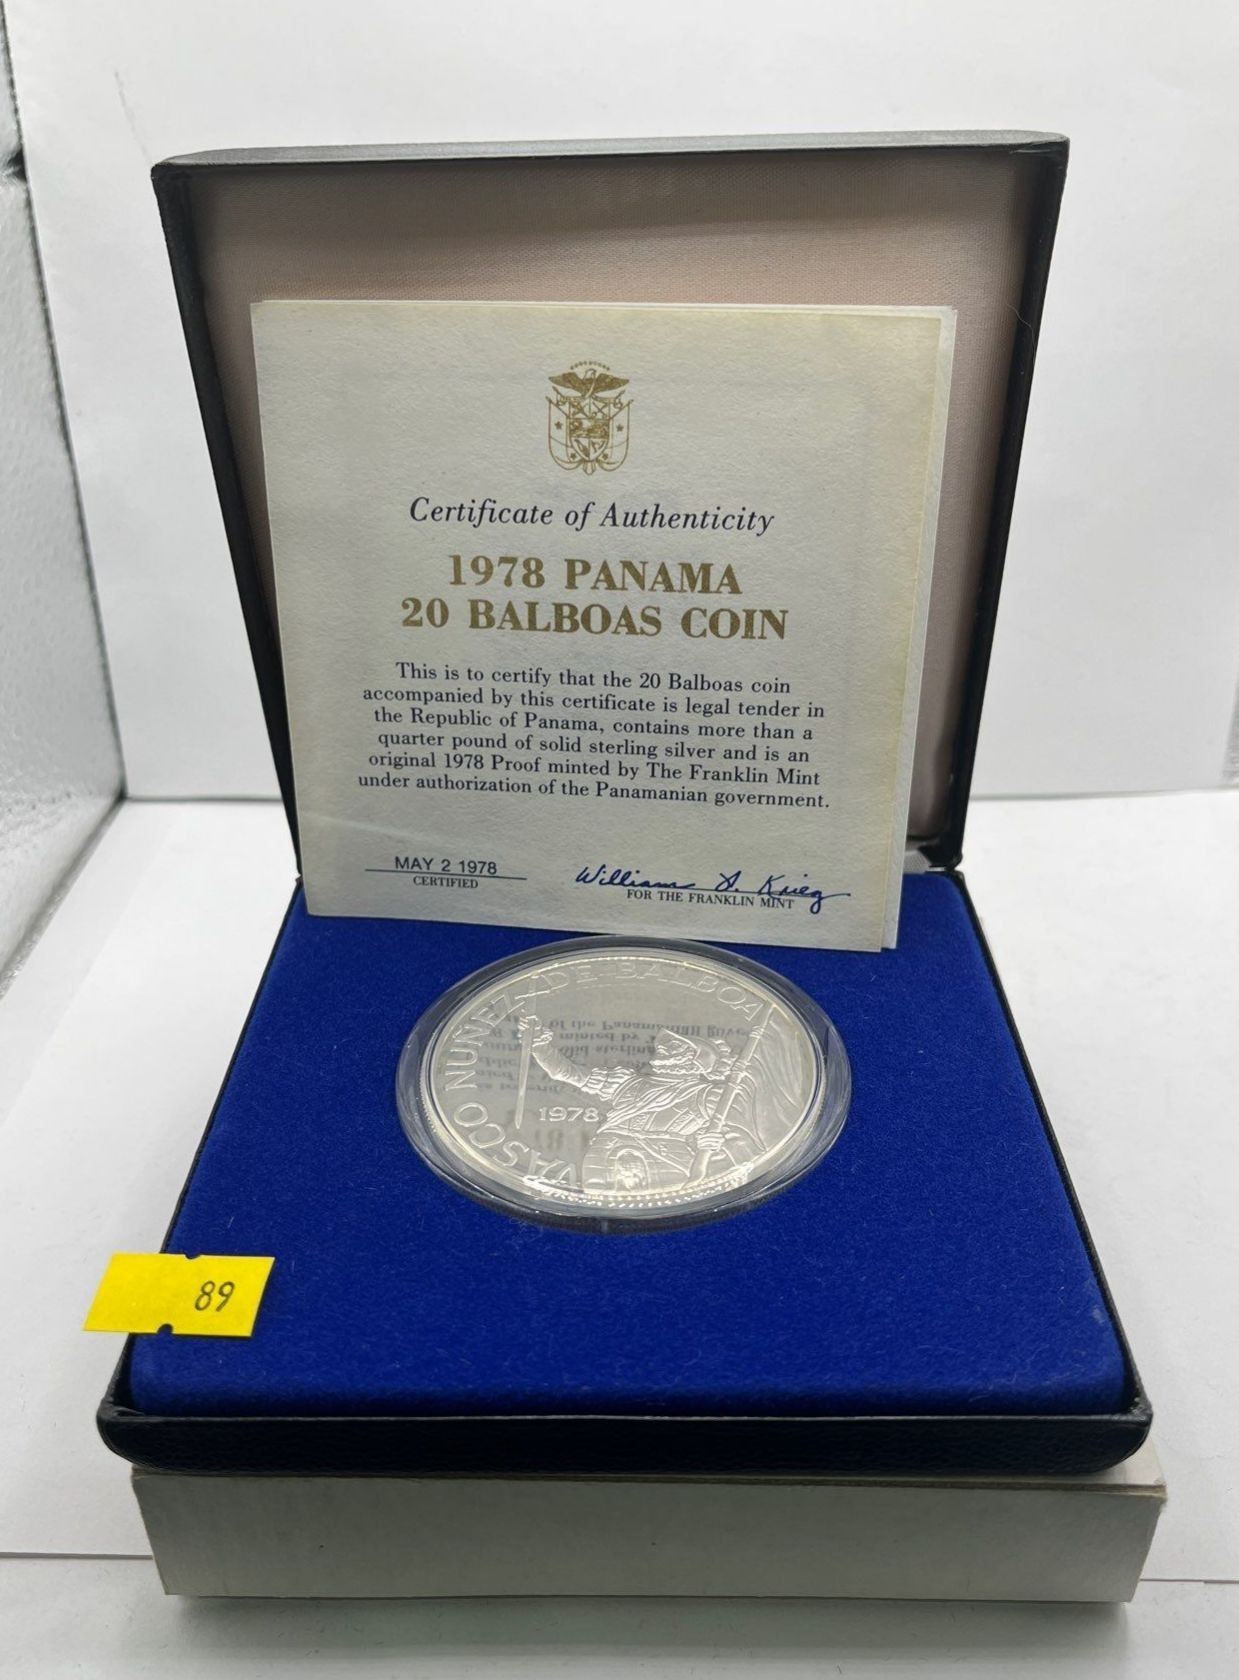 Certificate of Authenticity
1978 PANAMA
20 BALBOAS COIN
This is to certify that the 20 Balboas coin
accompanied by this certificate is legal tender in
the Republic of Panama, contains more than a
quarter pound of solid sterling silver and is an
original 1978 Proof minted by The Franklin Mint
under authorization of the Panamanian government.
MAY 2 1978
CERTIFIED
William A. Krieg
FOR THE FRANKLIN MINT
VASCO NUÑEZ DE BALBOA
1978
89